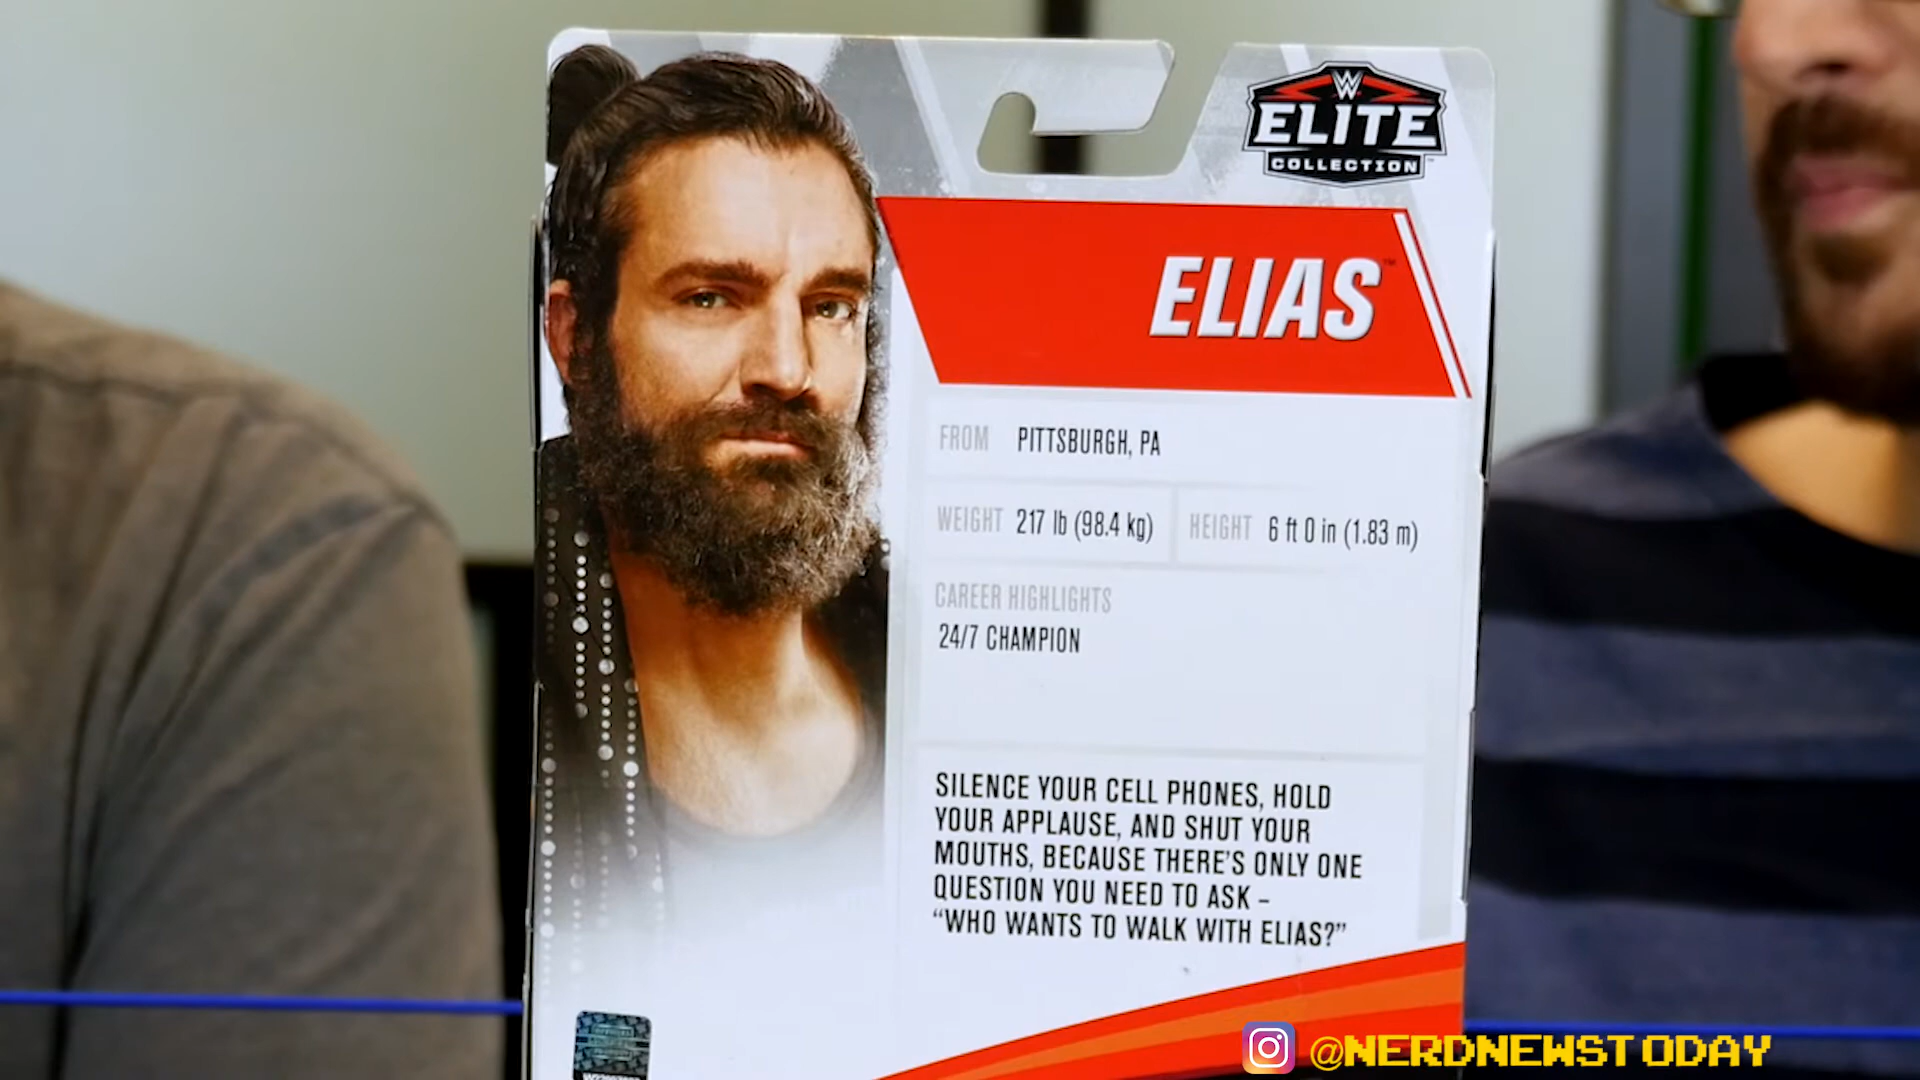 W
ELITE
COLLECTION
ELIAS™
FROM PITTSBURGH, PA
WEIGHT 217 lb (98.4 kg) HEIGHT 6 ft 0 in (1.83 m)
CAREER HIGHLIGHTS
24/7 CHAMPION
SILENCE YOUR CELL PHONES, HOLD
YOUR APPLAUSE, AND SHUT YOUR
MOUTHS, BECAUSE THERE'S ONLY ONE
QUESTION YOU NEED TO ASK –
“WHO WANTS TO WALK WITH ELIAS?”
@NERDNEWSTODAY